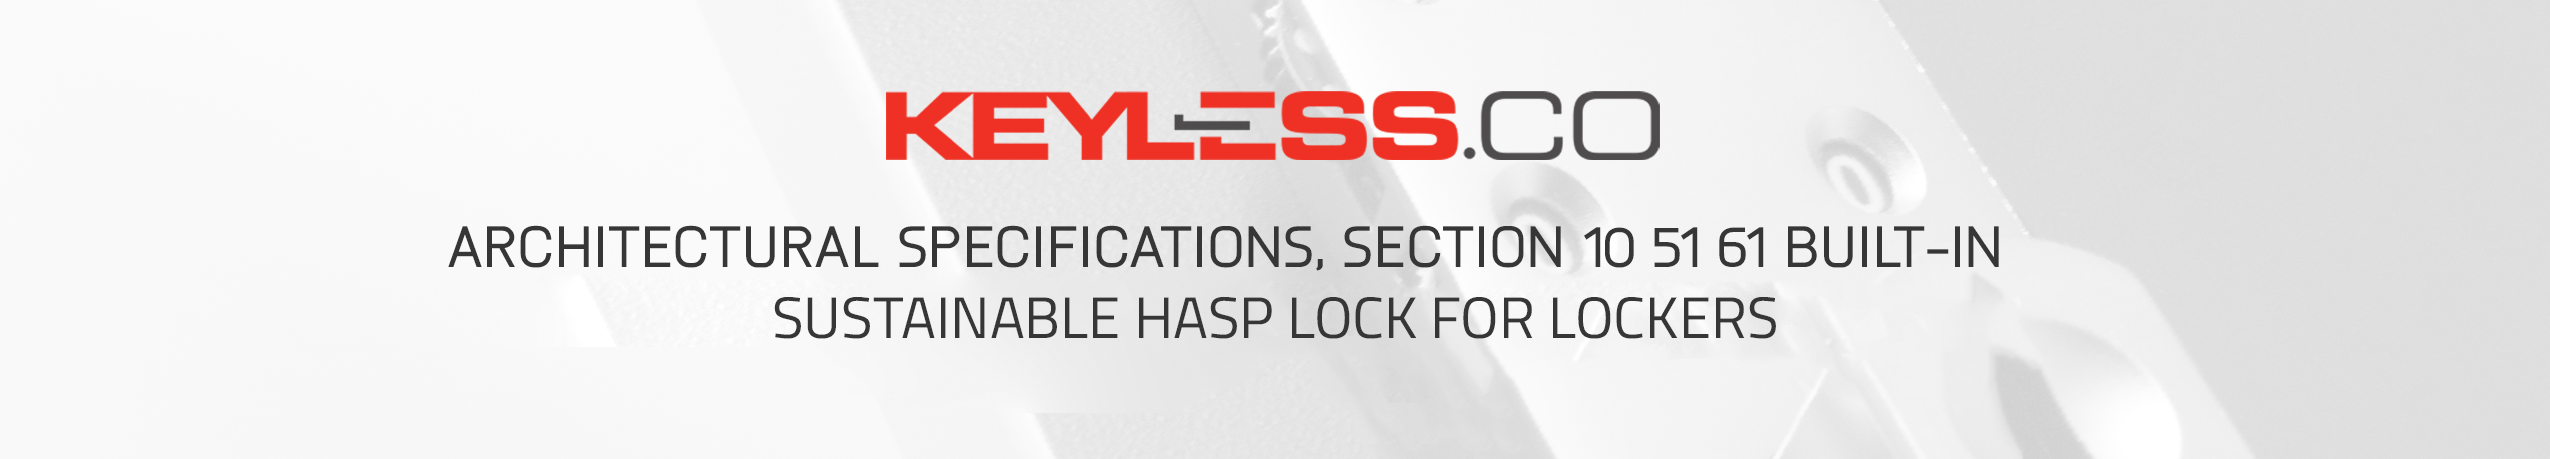 KEYLESS.CO
ARCHITECTURAL SPECIFICATIONS, SECTION 10 51 61 BUILT-IN
SUSTAINABLE HASP LOCK FOR LOCKERS